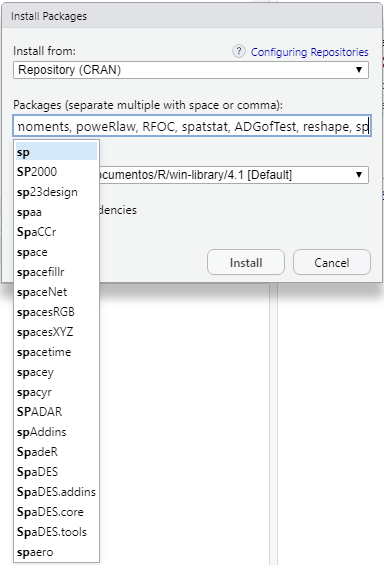 Install Packages
Install from:
? Configuring Repositories
Repository (CRAN)
Packages (separate multiple with space or comma):
moments, poweRlaw, RFOC, spatstat, ADGofTest, reshape, sp
sp
SP2000
ocumentos/R/win-library/4.1 [Default]
sp23design
spaa
dencies
SpaCCr
space
spacefillr
Install
Cancel
spaceNet
spacesRGB
spacesXYZ
spacetime
spacey
spacyr
SPADAR
spAddins
SpadeR
SpaDES
SpaDES.addins
SpaDES.core
SpaDES.tools
spaero